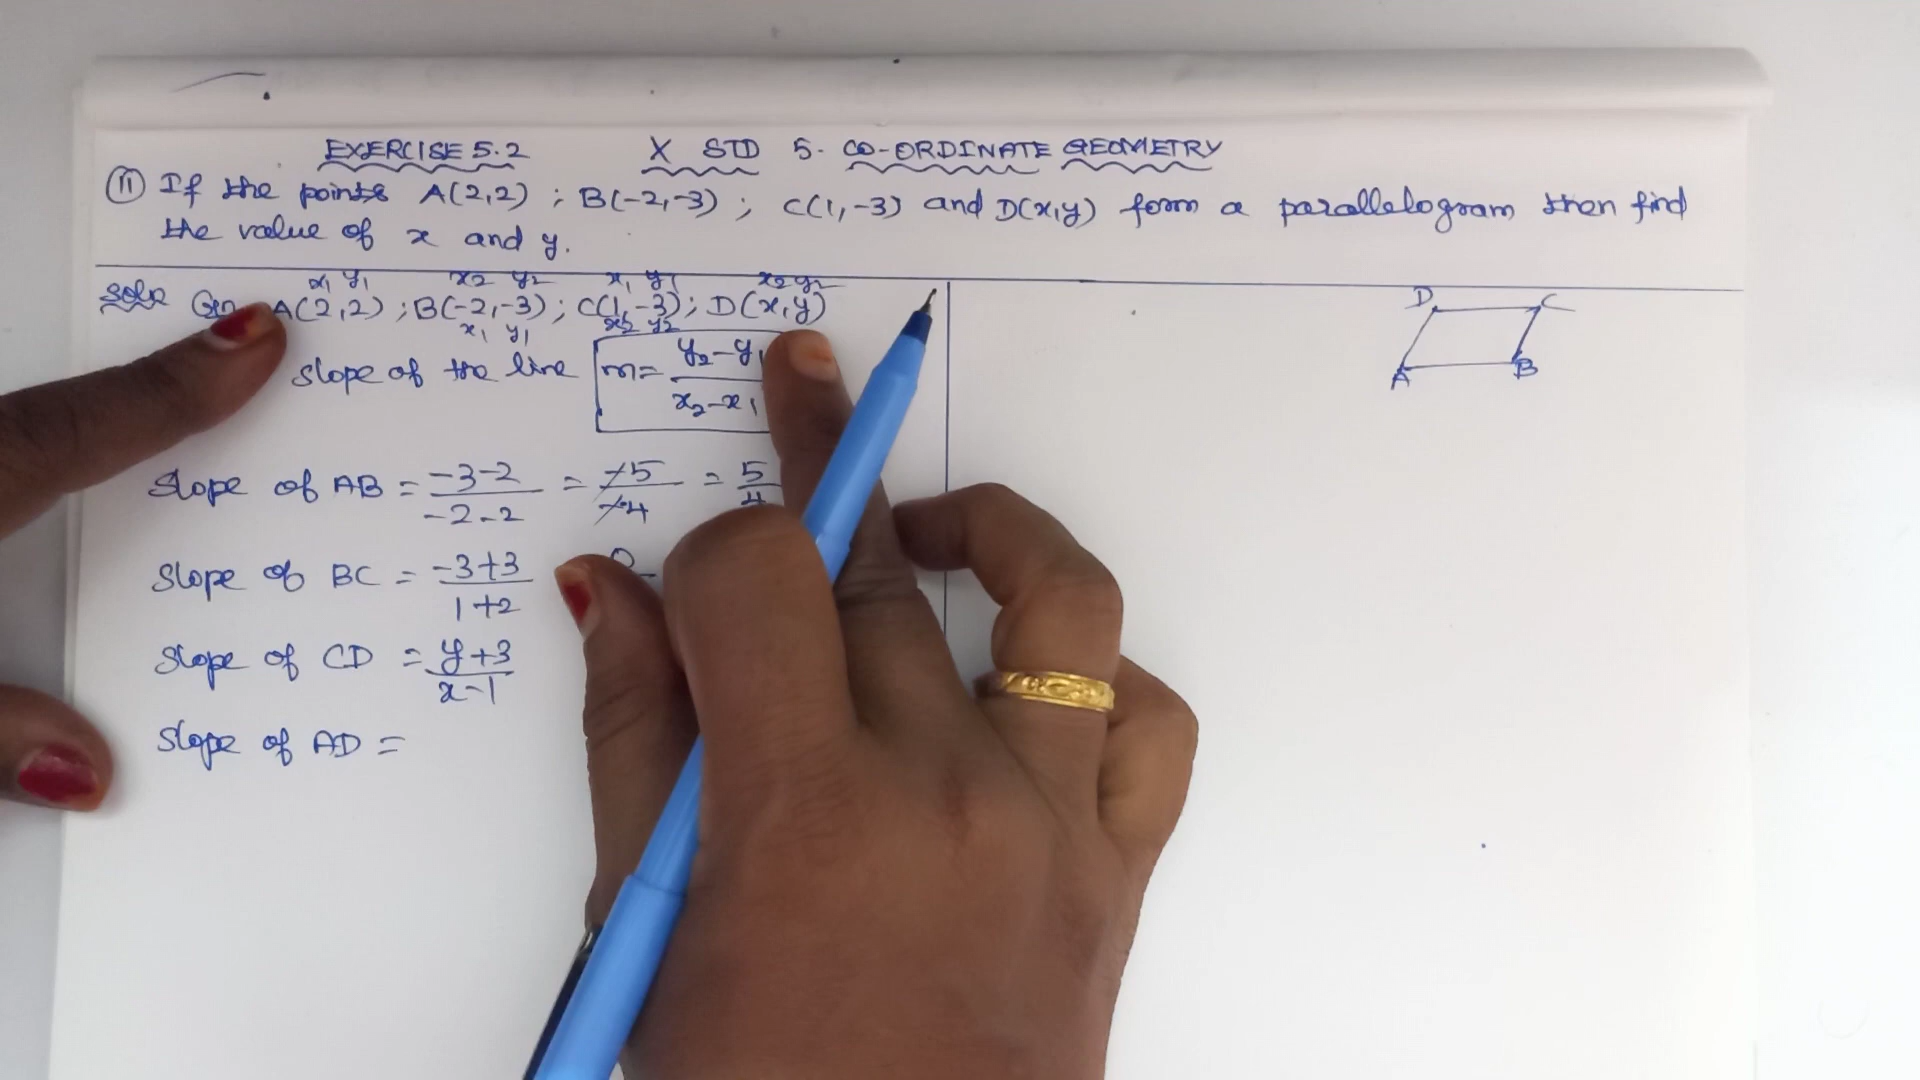 EXERCISE 5.2 X STD 5. CO-ORDINATE GEOMETRY
11 If the points A(2,2) ; B(-2,-3) ; C(1,-3) and D(x,y) form a parallelogram then find
the value of x and y.
x1 y1 x2 y2 x1 y1 x2 y2
Soln Gn A(2,2) ; B(-2,-3) ; C(1,-3) ; D(x,y)
x1 y1 x2 y2
Slope of the line m = y2-y1 / x2-x1
Slope of AB = -3-2 / -2-2 = -5 / -4 = 5 / 4
Slope of BC = -3+3 / 1+2 0
Slope of CD = y+3 / x-1
Slope of AD =
D C
A B